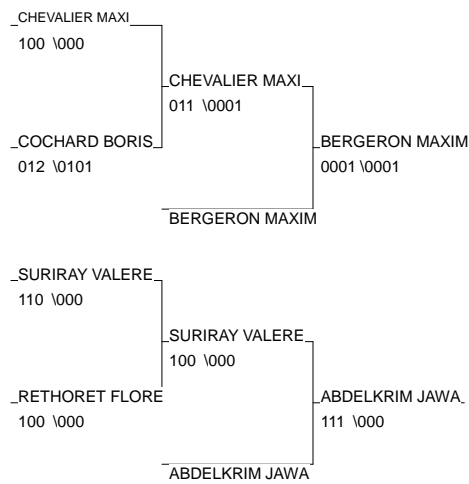 CHEVALIER MAXI
100 \000
CHEVALIER MAXI
011 \0001
COCHARD BORIS
012 \0101
BERGERON MAXIM
0001 \0001
BERGERON MAXIM
SURIRAY VALERE
110 \000
SURIRAY VALERE
100 \000
RETHORET FLORE
100 \000
ABDELKRIM JAWA
111 \000
ABDELKRIM JAWA